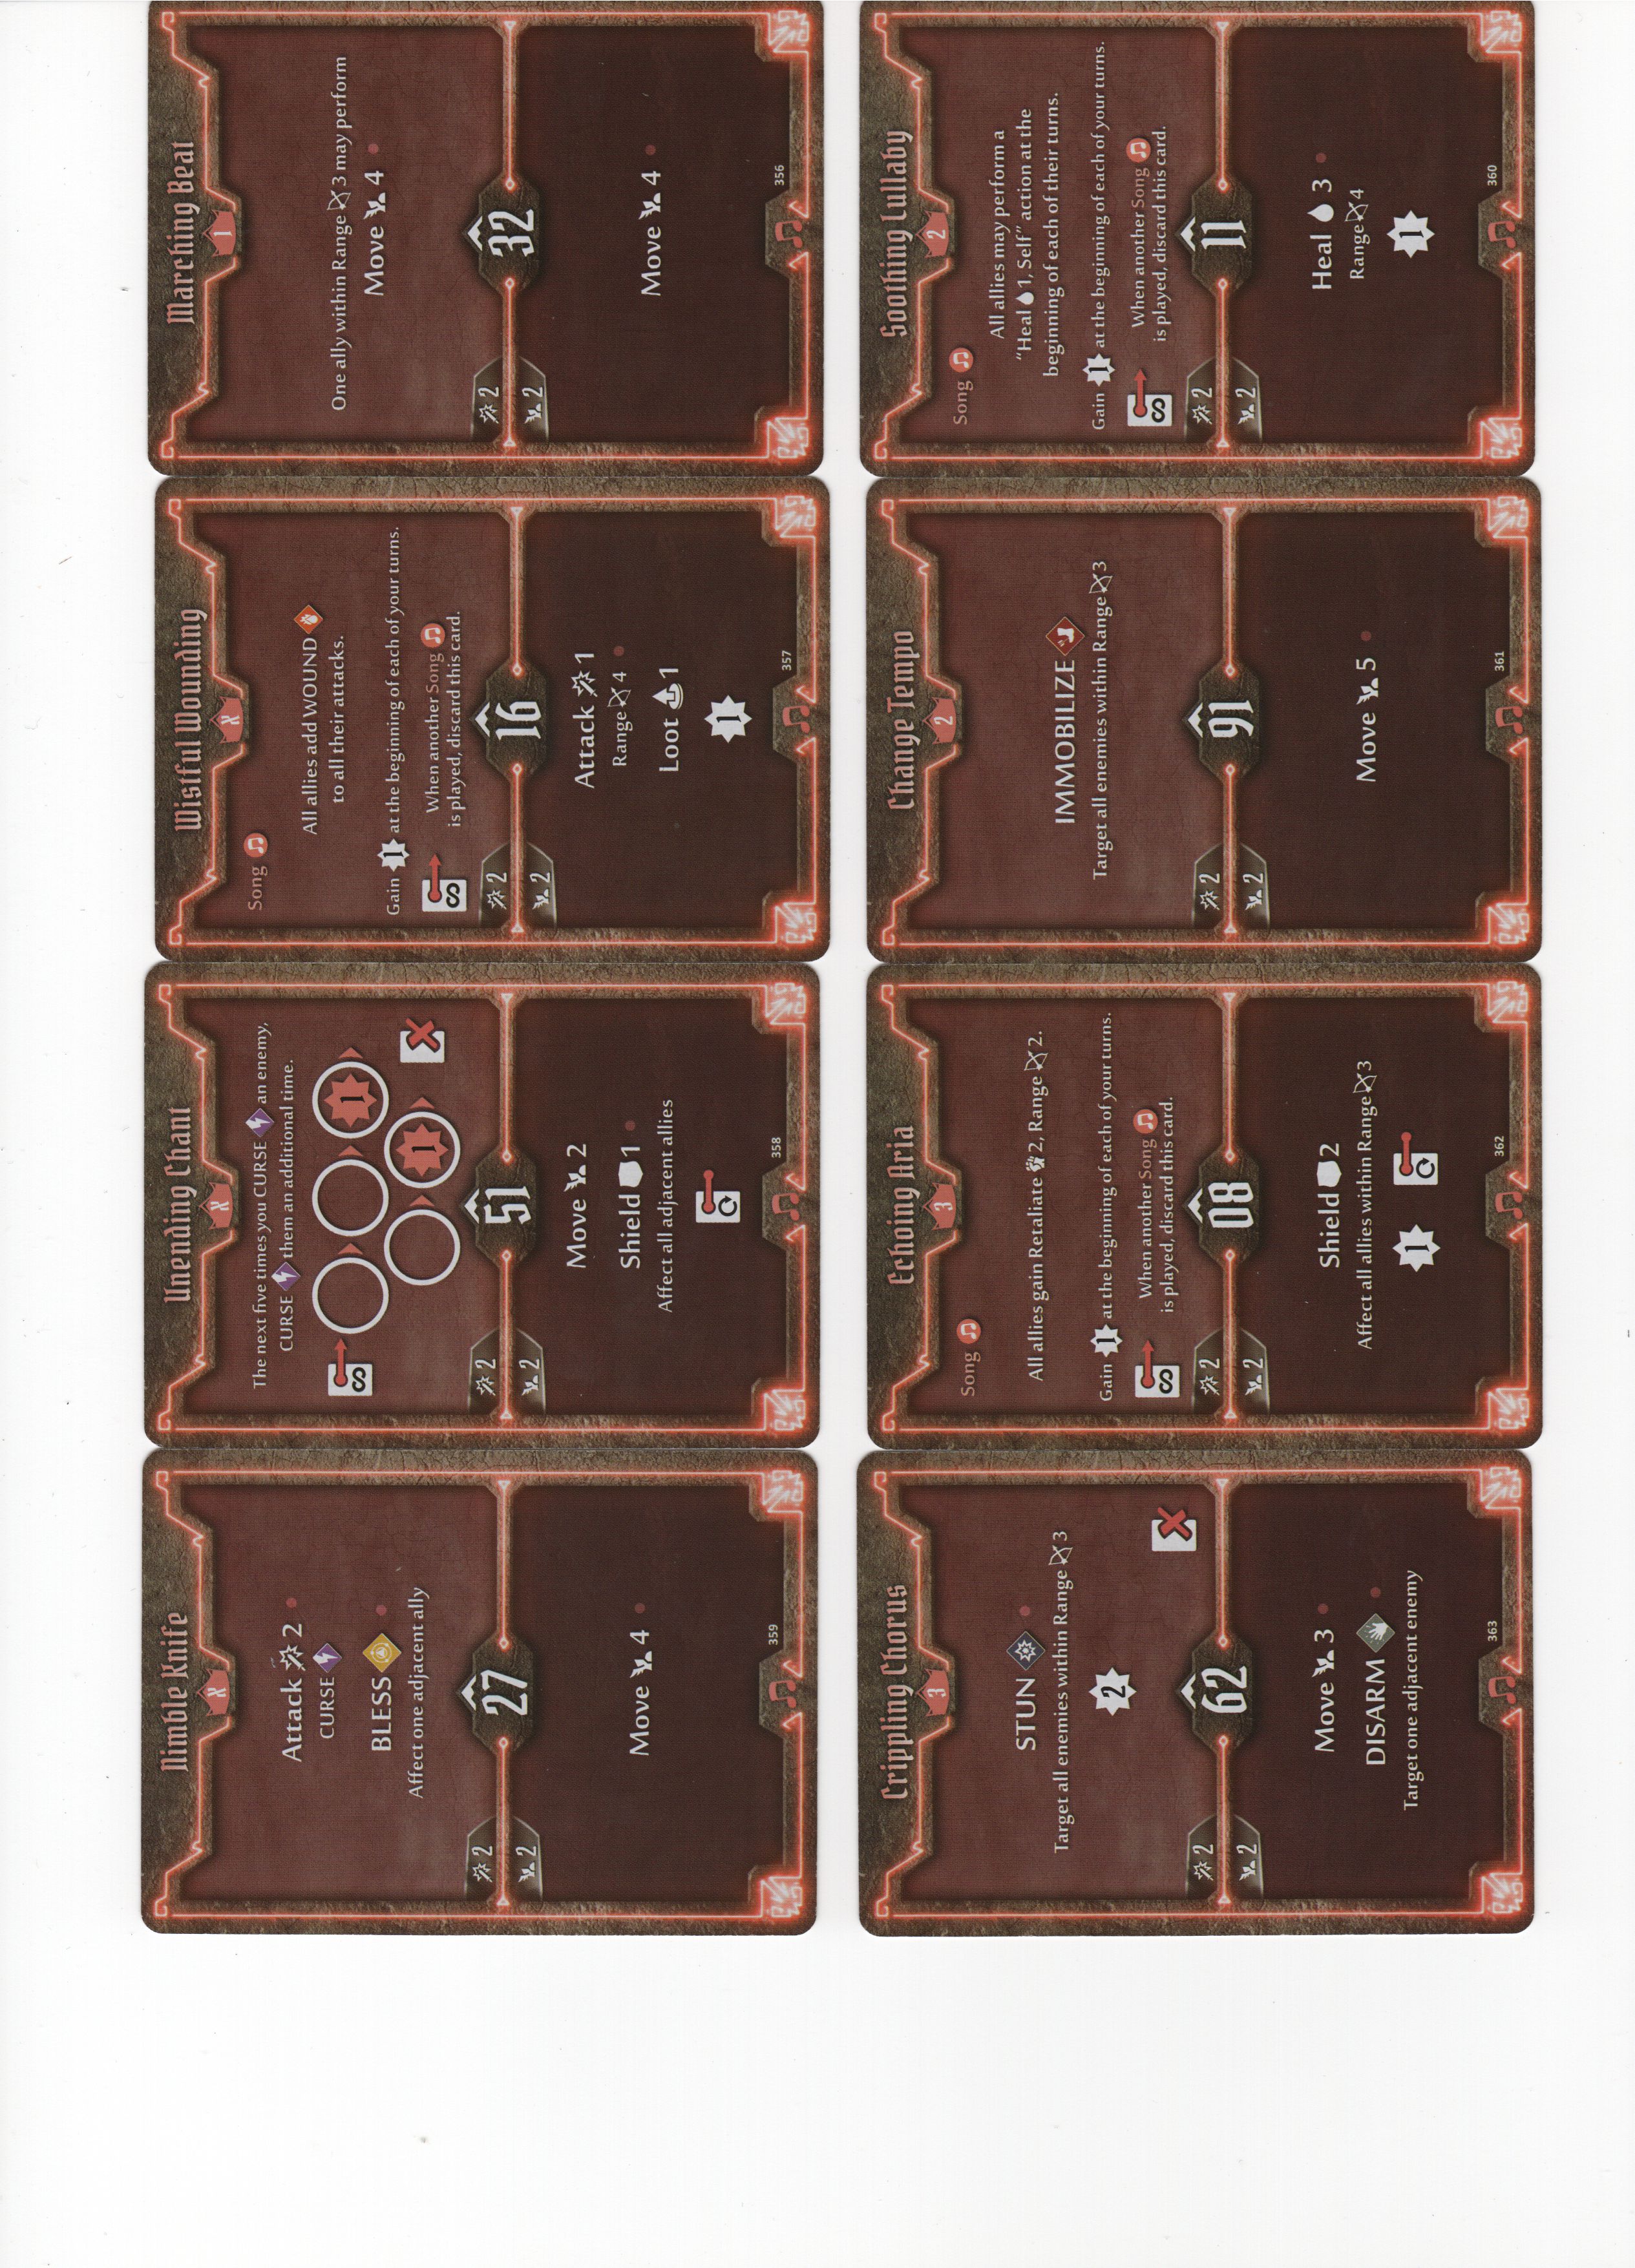 Nimble Knife
X
Attack 2
CURSE
BLESS
Affect one adjacent ally
2
27
2
Move 4
359
Unending Chant
X
The next five times you CURSE an enemy,
CURSE them an additional time.
1
1
2
51
2
Move 2
Shield 1
Affect all adjacent allies
358
Wistful Wounding
X
Song
All allies add WOUND
to all their attacks.
Gain 1 at the beginning of each of your turns.
When another Song
is played, discard this card.
2
16
2
Attack 1
Range 4
Loot 1
1
357
Marching Beat
1
One ally within Range 3 may perform
Move 4
2
32
2
Move 4
356
Crippling Chorus
3
STUN
Target all enemies within Range 3
2
2
62
2
Move 3
DISARM
Target one adjacent enemy
363
Echoing Aria
3
Song
All allies gain Retaliate 2, Range 2.
Gain 1 at the beginning of each of your turns.
When another Song
is played, discard this card.
2
08
2
Shield 2
Affect all allies within Range 3
1
362
Change Tempo
2
IMMOBILIZE
Target all enemies within Range 3
2
91
2
Move 5
361
Soothing Lullaby
2
Song
All allies may perform a
“Heal 1, Self” action at the
beginning of each of their turns.
Gain 1 at the beginning of each of your turns.
When another Song
is played, discard this card.
2
11
2
Heal 3
Range 4
1
360